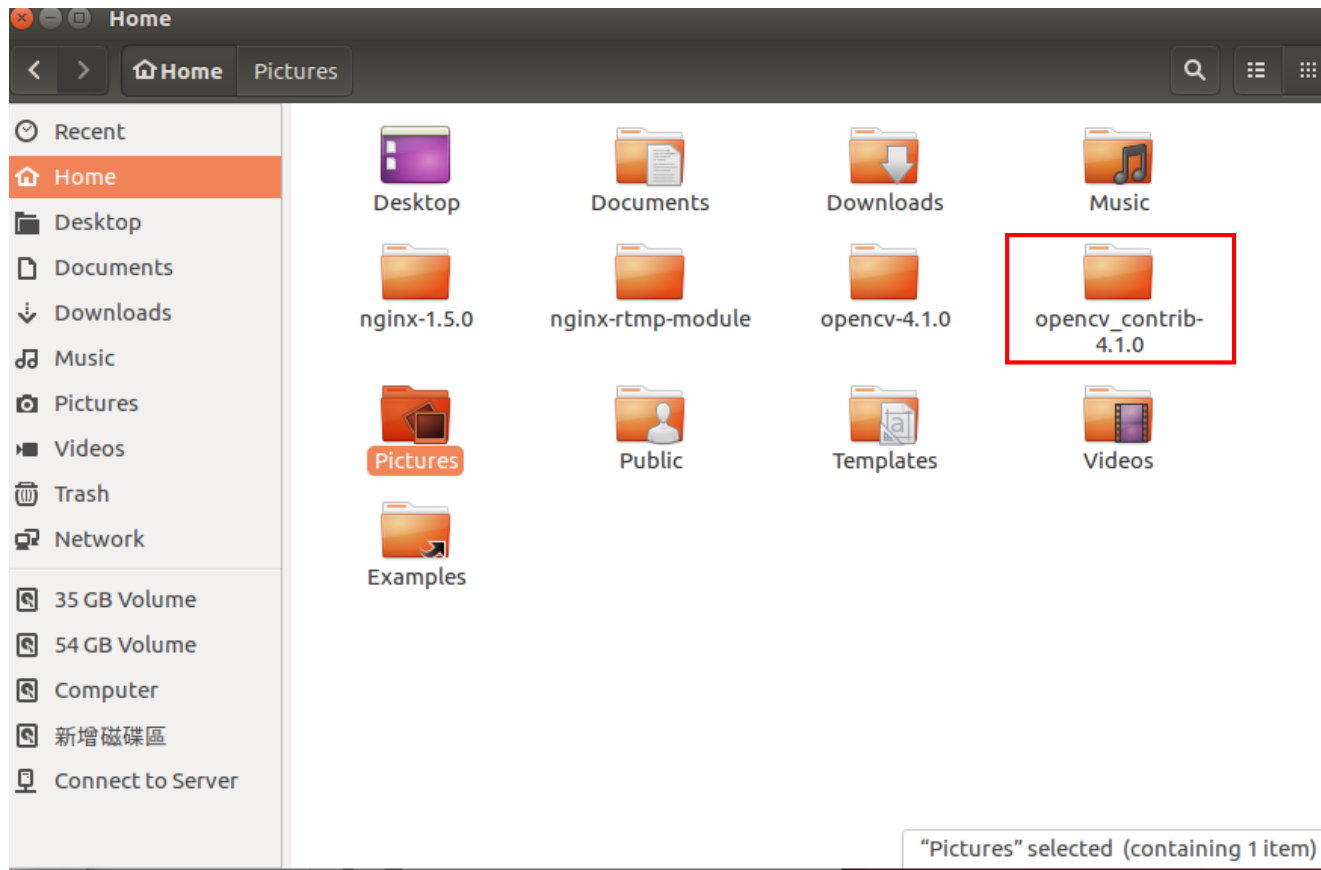 Home
Home
Pictures
Recent
Home
Desktop
Documents
Downloads
Music
Pictures
Videos
Trash
Network
35 GB Volume
54 GB Volume
Computer
新增磁碟區
Connect to Server
Desktop
Documents
Downloads
Music
nginx-1.5.0
nginx-rtmp-module
opencv-4.1.0
opencv_contrib-
4.1.0
Pictures
Public
Templates
Videos
Examples
“Pictures” selected (containing 1 item)